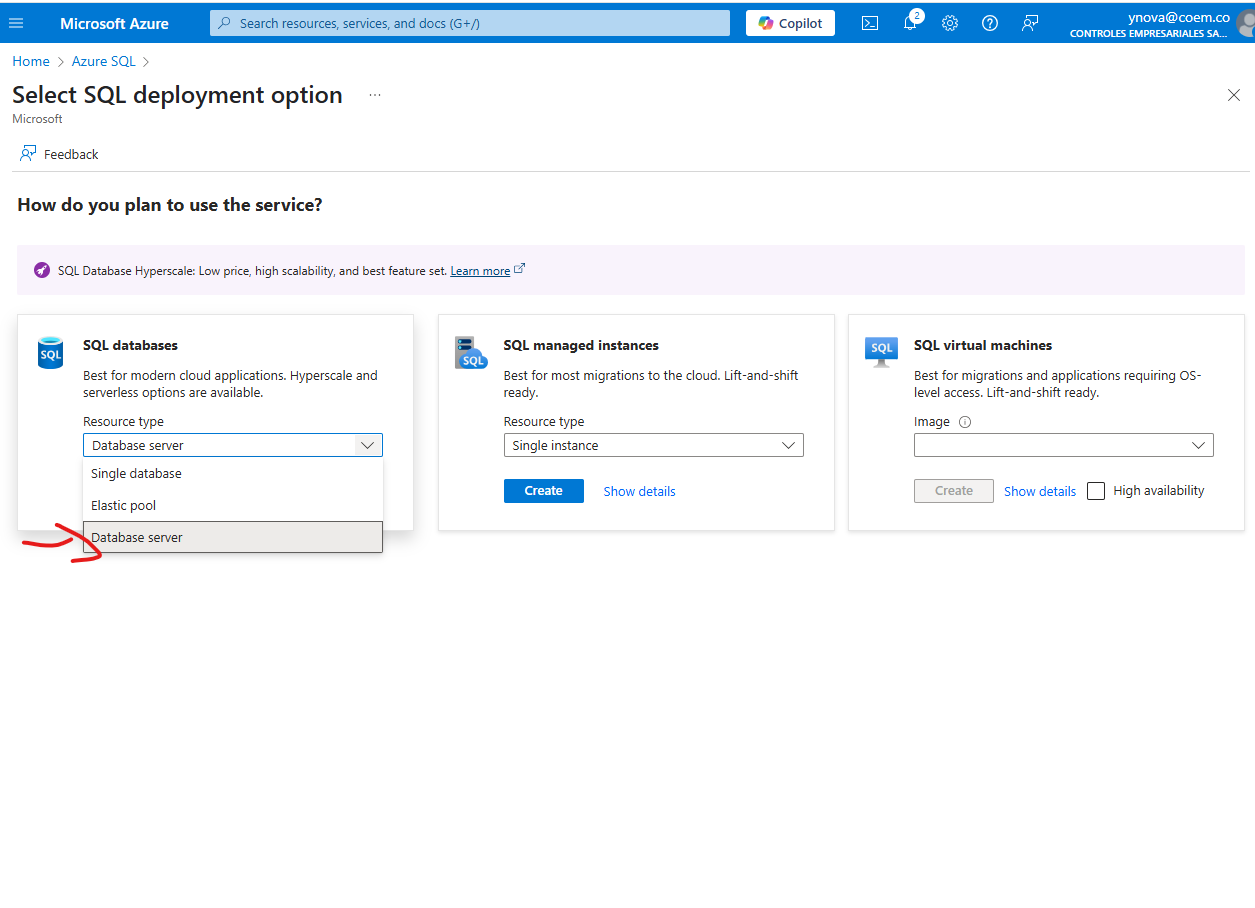 Microsoft Azure
Search resources, services, and docs (G+/)
Copilot
2
ynova@coem.co
CONTROLES EMPRESARIALES SA...
Home > Azure SQL >
Select SQL deployment option ...
Microsoft
Feedback
How do you plan to use the service?
SQL Database Hyperscale: Low price, high scalability, and best feature set. Learn more
SQL
SQL databases
Best for modern cloud applications. Hyperscale and
serverless options are available.
Resource type
Database server
Single database
Elastic pool
Database server
SQL
SQL managed instances
Best for most migrations to the cloud. Lift-and-shift
ready.
Resource type
Single instance
Create
Show details
SQL
SQL virtual machines
Best for migrations and applications requiring OS-
level access. Lift-and-shift ready.
Image
Create
Show details
High availability